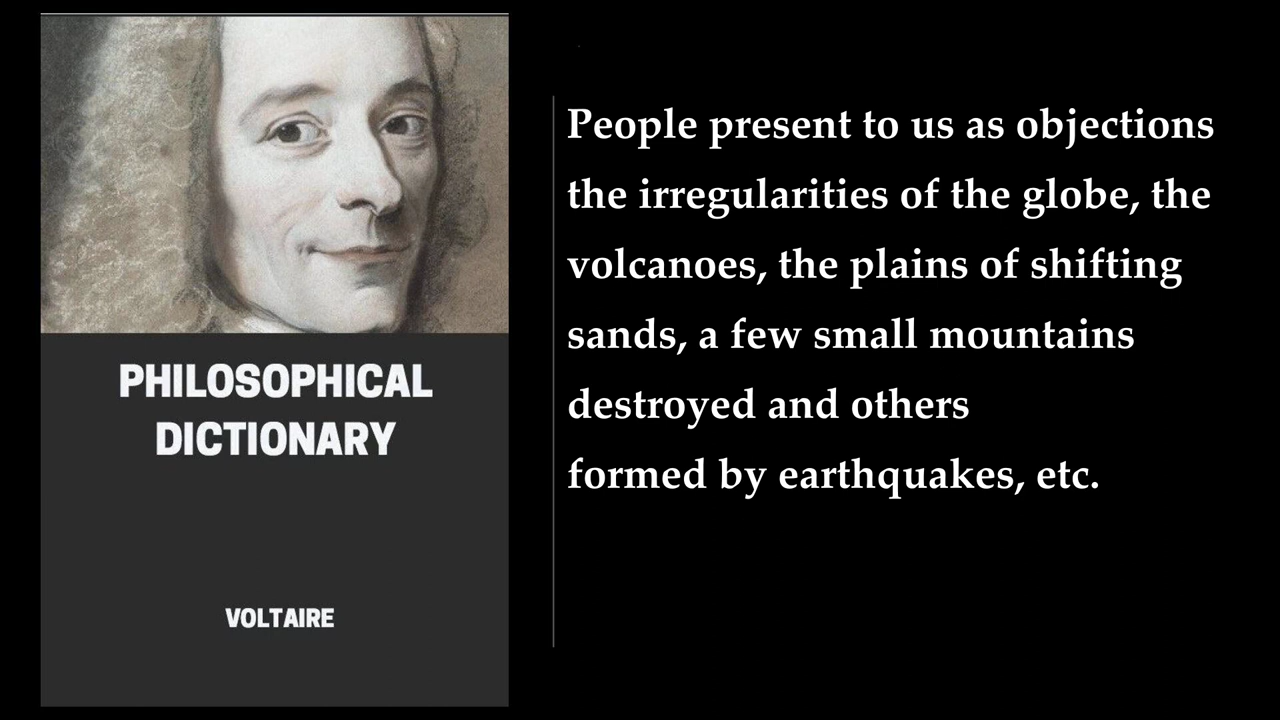 PHILOSOPHICAL
DICTIONARY
VOLTAIRE
People present to us as objections
the irregularities of the globe, the
volcanoes, the plains of shifting
sands, a few small mountains
destroyed and others
formed by earthquakes, etc.